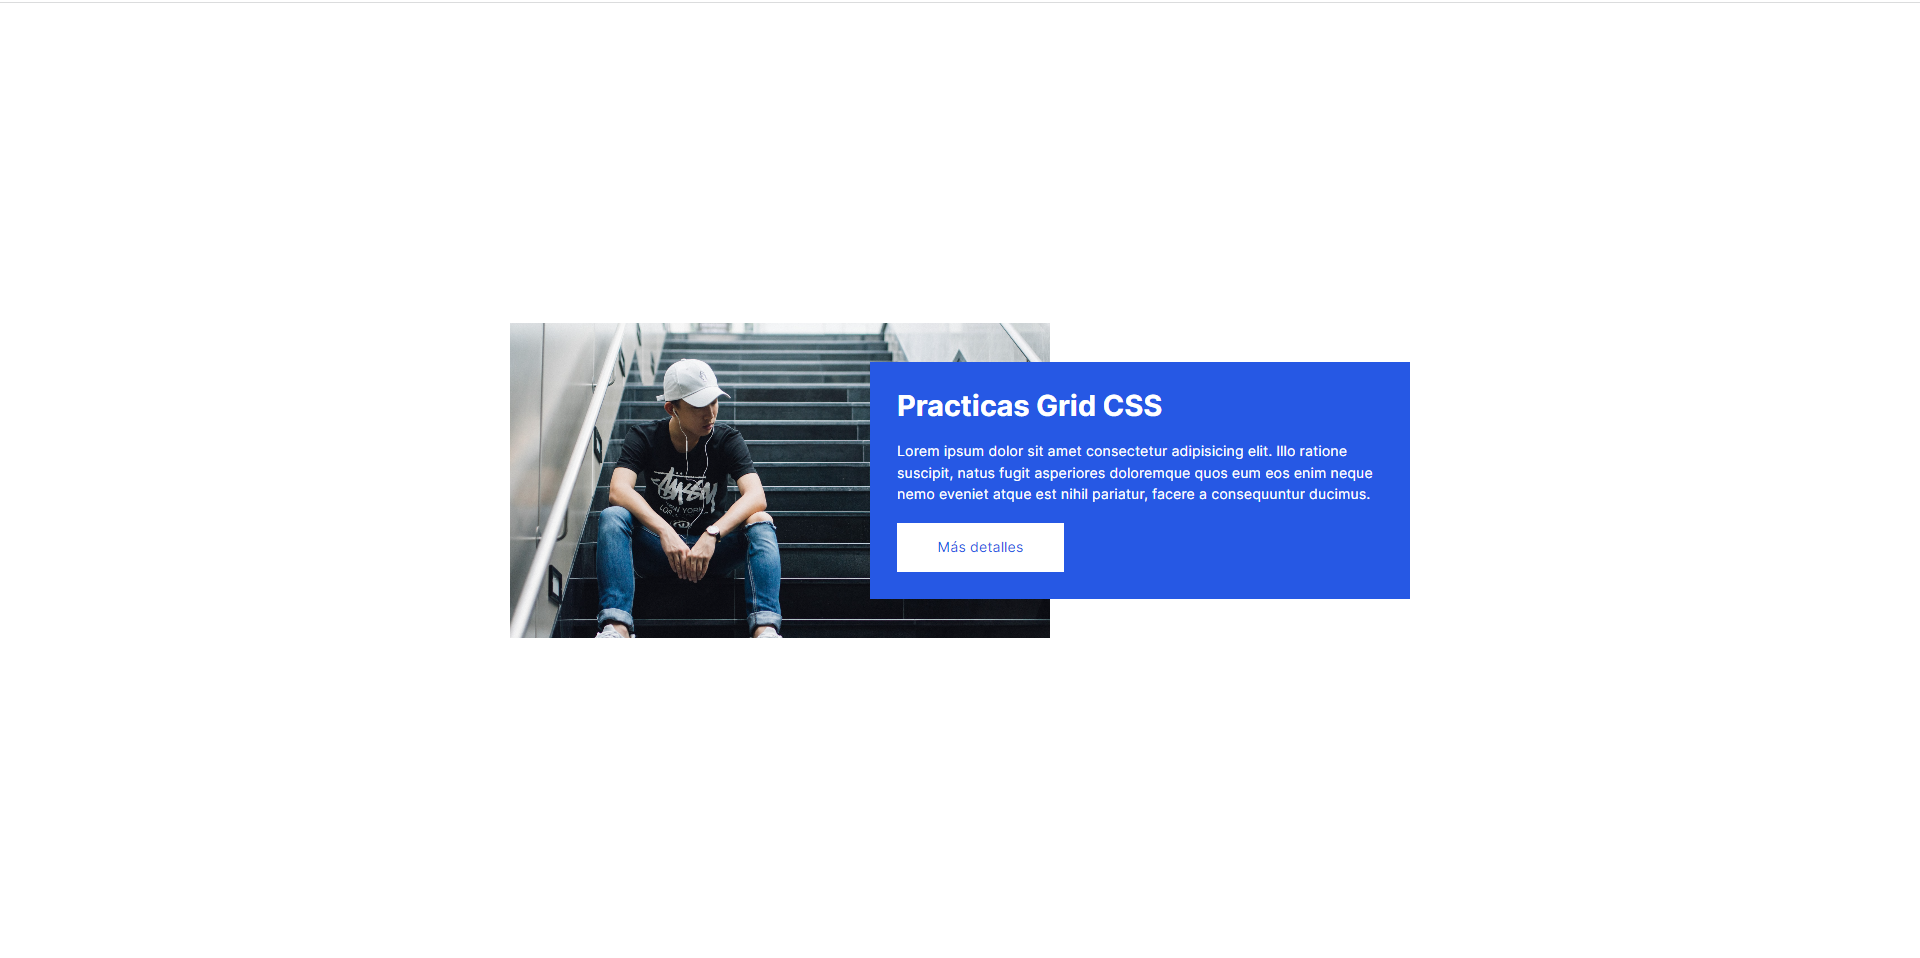 Practicas Grid CSS
Lorem ipsum dolor sit amet consectetur adipisicing elit. Illo ratione
suscipit, natus fugit asperiores doloremque quos eum eos enim neque
nemo eveniet atque est nihil pariatur, facere a consequuntur ducimus.
Más detalles